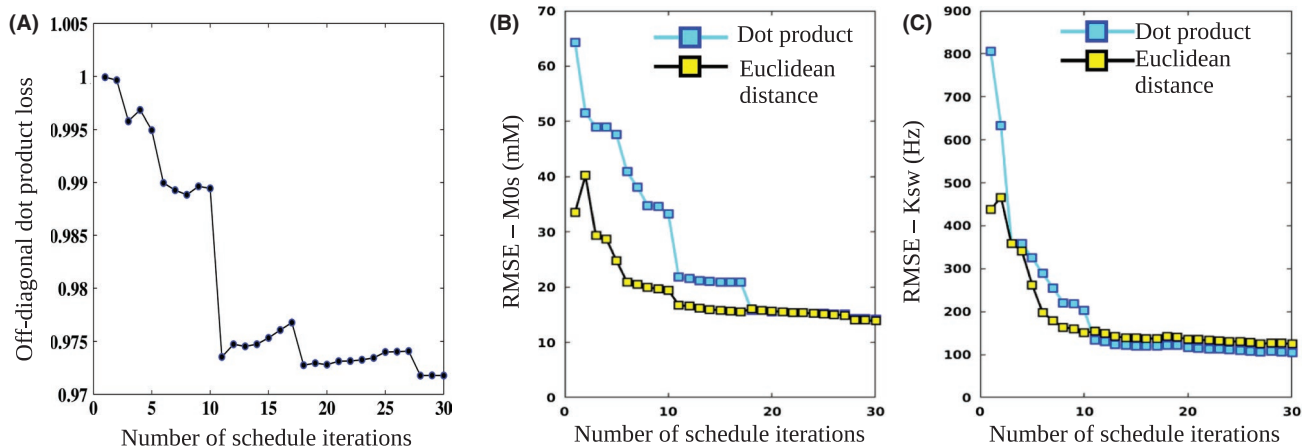 (A)
1.005
1
0.995
0.99
0.985
0.98
0.975
0.97
0
5
10
15
20
25
30
Off-diagonal dot product loss
Number of schedule iterations
(B)
70
60
50
40
30
20
10
0
0
10
20
30
RMSE – M0s (mM)
Number of schedule iterations
Dot product
Euclidean
distance
(C)
900
800
700
600
500
400
300
200
100
0
0
10
20
30
RMSE – Ksw (Hz)
Number of schedule iterations
Dot product
Euclidean
distance